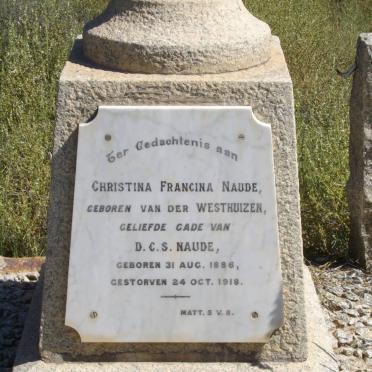 Ter Gedachtenis aan
CHRISTINA FRANCINA NAUDE,
GEBOREN VAN DER WESTHUIZEN,
GELIEFDE GADE VAN
D.C.S. NAUDE,
GEBOREN 31 AUG. 1886,
GESTORVEN 24 OCT. 1918.
MATT. 5 V. 8.